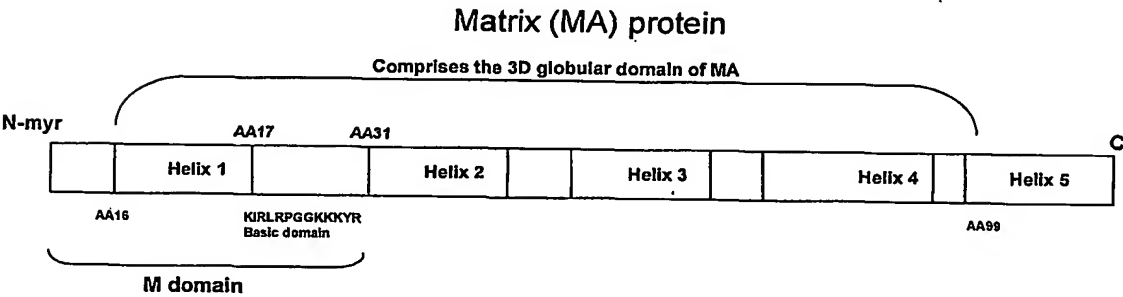 Matrix (MA) protein
Comprises the 3D globular domain of MA
N-myr
AA17
AA31
C
Helix 1
Helix 2
Helix 3
Helix 4
Helix 5
AA16
KIRLRPGGKKKYR
Basic domain
AA99
M domain